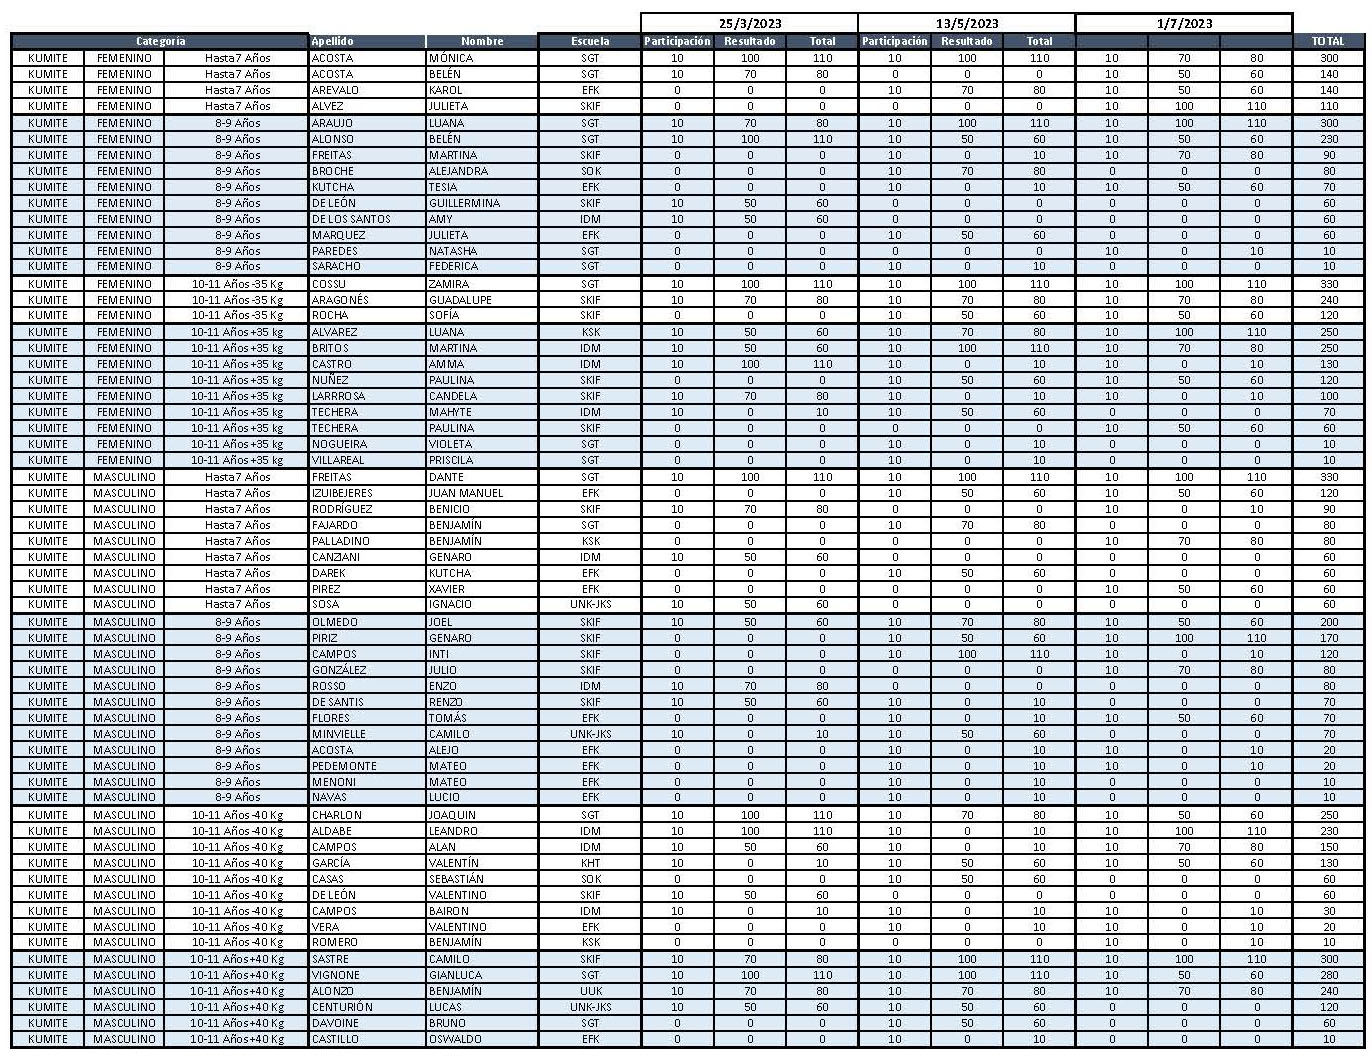 25/3/2023 13/5/2023 1/7/2023
Categoría Apellido Nombre Escuela Participación Resultado Total Participación Resultado Total TOTAL
KUMITE FEMENINO Hasta 7 Años ACOSTA MÓNICA SGT 10 100 110 10 100 110 10 70 80 300
KUMITE FEMENINO Hasta 7 Años ACOSTA BELÉN SGT 10 70 80 0 0 0 10 50 60 140
KUMITE FEMENINO Hasta 7 Años AREVALO KAROL EFK 0 0 0 10 70 80 10 50 60 140
KUMITE FEMENINO Hasta 7 Años ALVEZ JULIETA SKIF 0 0 0 0 0 0 10 100 110 110
KUMITE FEMENINO 8-9 Años ARAUJO LUANA SGT 10 70 80 10 100 110 10 100 110 300
KUMITE FEMENINO 8-9 Años ALONSO BELÉN SGT 10 100 110 10 50 60 10 50 60 230
KUMITE FEMENINO 8-9 Años FREITAS MARTINA SKIF 0 0 0 10 0 10 10 70 80 90
KUMITE FEMENINO 8-9 Años BROCHE ALEJANDRA SOK 0 0 0 10 70 80 0 0 0 80
KUMITE FEMENINO 8-9 Años KUTCHA TESIA EFK 0 0 0 10 0 10 10 50 60 70
KUMITE FEMENINO 8-9 Años DE LEÓN GUILLERMINA SKIF 10 50 60 0 0 0 0 0 0 60
KUMITE FEMENINO 8-9 Años DE LOS SANTOS AMY IDM 10 50 60 0 0 0 0 0 0 60
KUMITE FEMENINO 8-9 Años MARQUEZ JULIETA EFK 0 0 0 10 50 60 0 0 0 60
KUMITE FEMENINO 8-9 Años PAREDES NATASHA SGT 0 0 0 0 0 0 10 0 10 10
KUMITE FEMENINO 8-9 Años SARACHO FEDERICA SGT 0 0 0 10 0 10 0 0 0 10
KUMITE FEMENINO 10-11 Años -35 Kg COSSU ZAMIRA SGT 10 100 110 10 100 110 10 100 110 330
KUMITE FEMENINO 10-11 Años -35 Kg ARAGONÉS GUADALUPE SKIF 10 70 80 10 70 80 10 70 80 240
KUMITE FEMENINO 10-11 Años -35 Kg ROCHA SOFÍA SKIF 0 0 0 10 50 60 10 50 60 120
KUMITE FEMENINO 10-11 Años +35 kg ALVAREZ LUANA KSK 10 50 60 10 70 80 10 100 110 250
KUMITE FEMENINO 10-11 Años +35 kg BRITOS MARTINA IDM 10 50 60 10 100 110 10 70 80 250
KUMITE FEMENINO 10-11 Años +35 kg CASTRO AMMA IDM 10 100 110 10 0 10 10 0 10 130
KUMITE FEMENINO 10-11 Años +35 kg NUÑEZ PAULINA SKIF 0 0 0 10 50 60 10 50 60 120
KUMITE FEMENINO 10-11 Años +35 kg LARRROSA CANDELA SKIF 10 70 80 10 0 10 10 0 10 100
KUMITE FEMENINO 10-11 Años +35 kg TECHERA MAHYTE IDM 10 0 10 10 50 60 0 0 0 70
KUMITE FEMENINO 10-11 Años +35 kg TECHERA PAULINA SKIF 0 0 0 0 0 0 10 50 60 60
KUMITE FEMENINO 10-11 Años +35 kg NOGUEIRA VIOLETA SGT 0 0 0 10 0 10 0 0 0 10
KUMITE FEMENINO 10-11 Años +35 kg VILLAREAL PRISCILA SGT 0 0 0 10 0 10 0 0 0 10
KUMITE MASCULINO Hasta 7 Años FREITAS DANTE SGT 10 100 110 10 100 110 10 100 110 330
KUMITE MASCULINO Hasta 7 Años IZUIBEJERES JUAN MANUEL EFK 0 0 0 10 50 60 10 50 60 120
KUMITE MASCULINO Hasta 7 Años RODRÍGUEZ BENICIO SKIF 10 70 80 0 0 0 10 0 10 90
KUMITE MASCULINO Hasta 7 Años FAJARDO BENJAMÍN SGT 0 0 0 10 70 80 0 0 0 80
KUMITE MASCULINO Hasta 7 Años PALLADINO BENJAMÍN KSK 0 0 0 0 0 0 10 70 80 80
KUMITE MASCULINO Hasta 7 Años CANZIANI GENARO IDM 10 50 60 0 0 0 0 0 0 60
KUMITE MASCULINO Hasta 7 Años DAREK KUTCHA EFK 0 0 0 10 50 60 0 0 0 60
KUMITE MASCULINO Hasta 7 Años PIREZ XAVIER EFK 0 0 0 0 0 0 10 50 60 60
KUMITE MASCULINO Hasta 7 Años SOSA IGNACIO UNK-JKS 10 50 60 0 0 0 0 0 0 60
KUMITE MASCULINO 8-9 Años OLMEDO JOEL SKIF 10 50 60 10 70 80 10 50 60 200
KUMITE MASCULINO 8-9 Años PIRIZ GENARO SKIF 0 0 0 10 50 60 10 100 110 170
KUMITE MASCULINO 8-9 Años CAMPOS INTI SKIF 0 0 0 10 100 110 10 0 10 120
KUMITE MASCULINO 8-9 Años GONZÁLEZ JULIO SKIF 0 0 0 0 0 0 10 70 80 80
KUMITE MASCULINO 8-9 Años ROSSO ENZO IDM 10 70 80 0 0 0 0 0 0 80
KUMITE MASCULINO 8-9 Años DE SANTIS RENZO SKIF 10 50 60 10 0 10 0 0 0 70
KUMITE MASCULINO 8-9 Años FLORES TOMÁS EFK 0 0 0 10 0 10 10 50 60 70
KUMITE MASCULINO 8-9 Años MINVIELLE CAMILO UNK-JKS 10 0 10 10 50 60 0 0 0 70
KUMITE MASCULINO 8-9 Años ACOSTA ALEJO EFK 0 0 0 10 0 10 10 0 10 20
KUMITE MASCULINO 8-9 Años PEDEMONTE MATEO EFK 0 0 0 10 0 10 10 0 10 20
KUMITE MASCULINO 8-9 Años MENONI MATEO EFK 0 0 0 10 0 10 0 0 0 10
KUMITE MASCULINO 8-9 Años NAVAS LUCIO EFK 0 0 0 10 0 10 0 0 0 10
KUMITE MASCULINO 10-11 Años -40 Kg CHARLON JOAQUIN SGT 10 100 110 10 70 80 10 50 60 250
KUMITE MASCULINO 10-11 Años -40 Kg ALDABE LEANDRO IDM 10 100 110 10 0 10 10 100 110 230
KUMITE MASCULINO 10-11 Años -40 Kg CAMPOS ALAN IDM 10 50 60 10 0 10 10 70 80 150
KUMITE MASCULINO 10-11 Años -40 Kg GARCÍA VALENTÍN KHT 10 0 10 10 50 60 10 50 60 130
KUMITE MASCULINO 10-11 Años -40 Kg CASAS SEBASTIÁN SOK 0 0 0 10 50 60 0 0 0 60
KUMITE MASCULINO 10-11 Años -40 Kg DE LEÓN VALENTINO SKIF 10 50 60 0 0 0 0 0 0 60
KUMITE MASCULINO 10-11 Años -40 Kg CAMPOS BAIRON IDM 10 0 10 10 0 10 10 0 10 30
KUMITE MASCULINO 10-11 Años -40 Kg VERA VALENTINO EFK 0 0 0 10 0 10 10 0 10 20
KUMITE MASCULINO 10-11 Años -40 Kg ROMERO BENJAMÍN KSK 0 0 0 0 0 0 10 0 10 10
KUMITE MASCULINO 10-11 Años +40 Kg SASTRE CAMILO SKIF 10 70 80 10 100 110 10 100 110 300
KUMITE MASCULINO 10-11 Años +40 Kg VIGNONE GIANLUCA SGT 10 100 110 10 100 110 10 50 60 280
KUMITE MASCULINO 10-11 Años +40 Kg ALONZO BENJAMÍN UUK 10 70 80 10 70 80 10 70 80 240
KUMITE MASCULINO 10-11 Años +40 Kg CENTURIÓN LUCAS UNK-JKS 10 50 60 10 50 60 0 0 0 120
KUMITE MASCULINO 10-11 Años +40 Kg DAVOINE BRUNO SGT 0 0 0 10 50 60 0 0 0 60
KUMITE MASCULINO 10-11 Años +40 Kg CASTILLO OSWALDO EFK 0 0 0 10 0 10 0 0 0 10